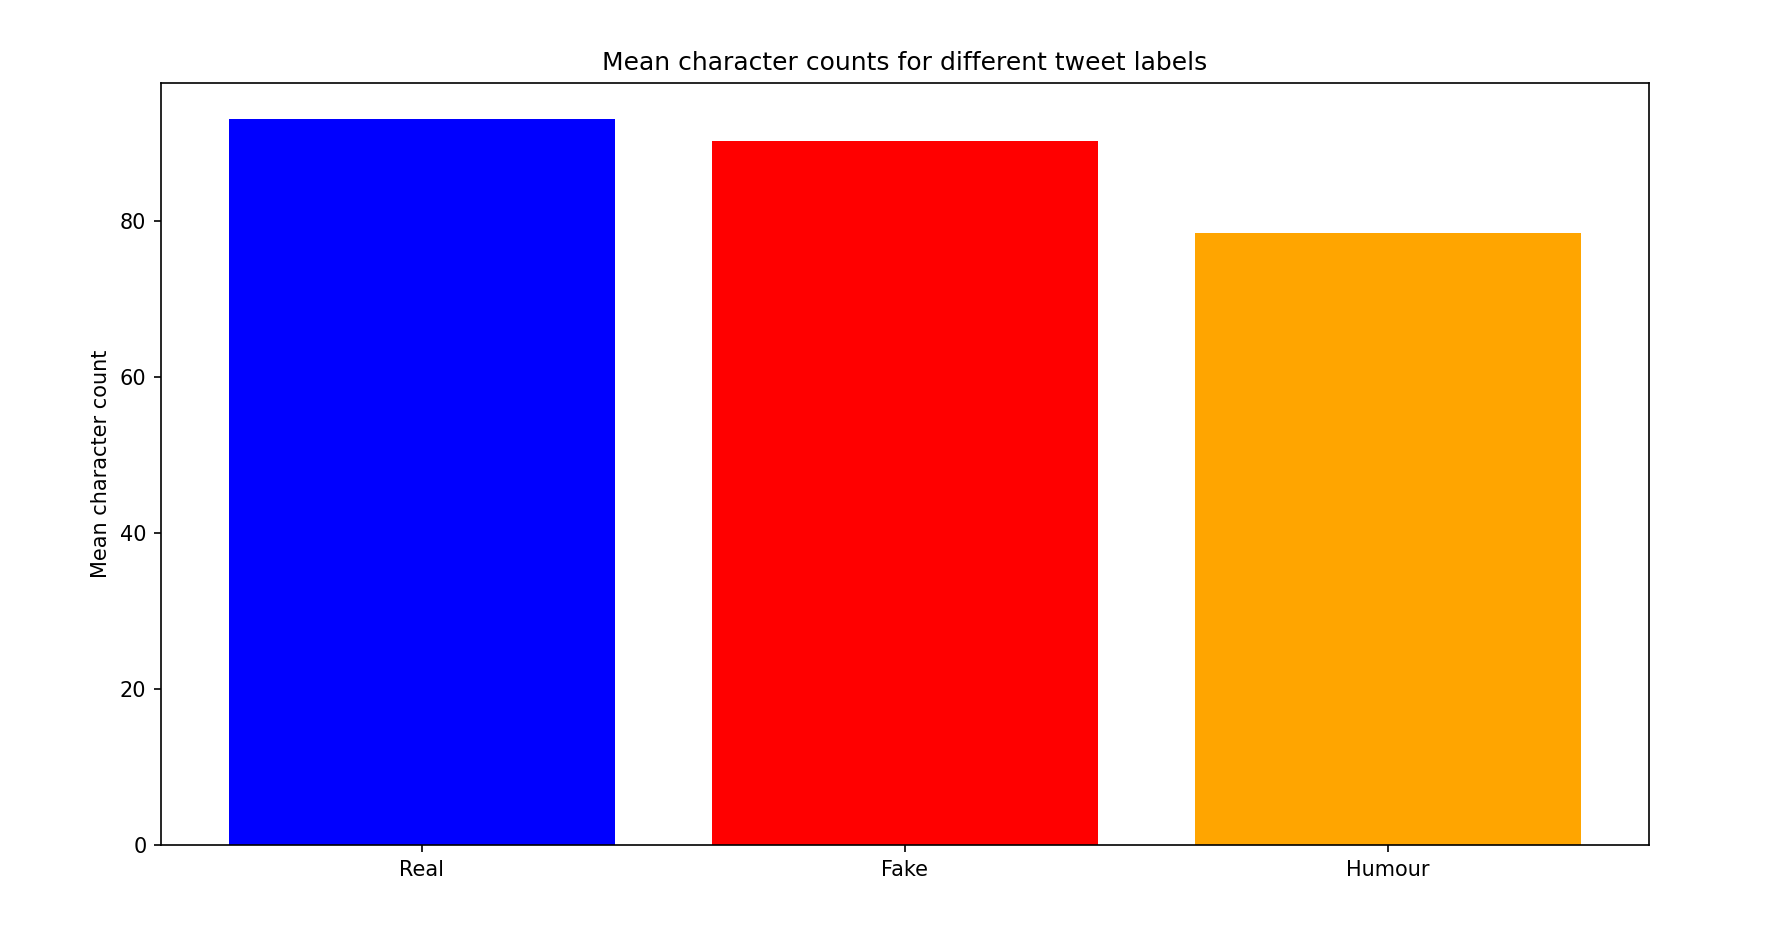 Mean character counts for different tweet labels
Mean character count
80
60
40
20
0
Real
Fake
Humour